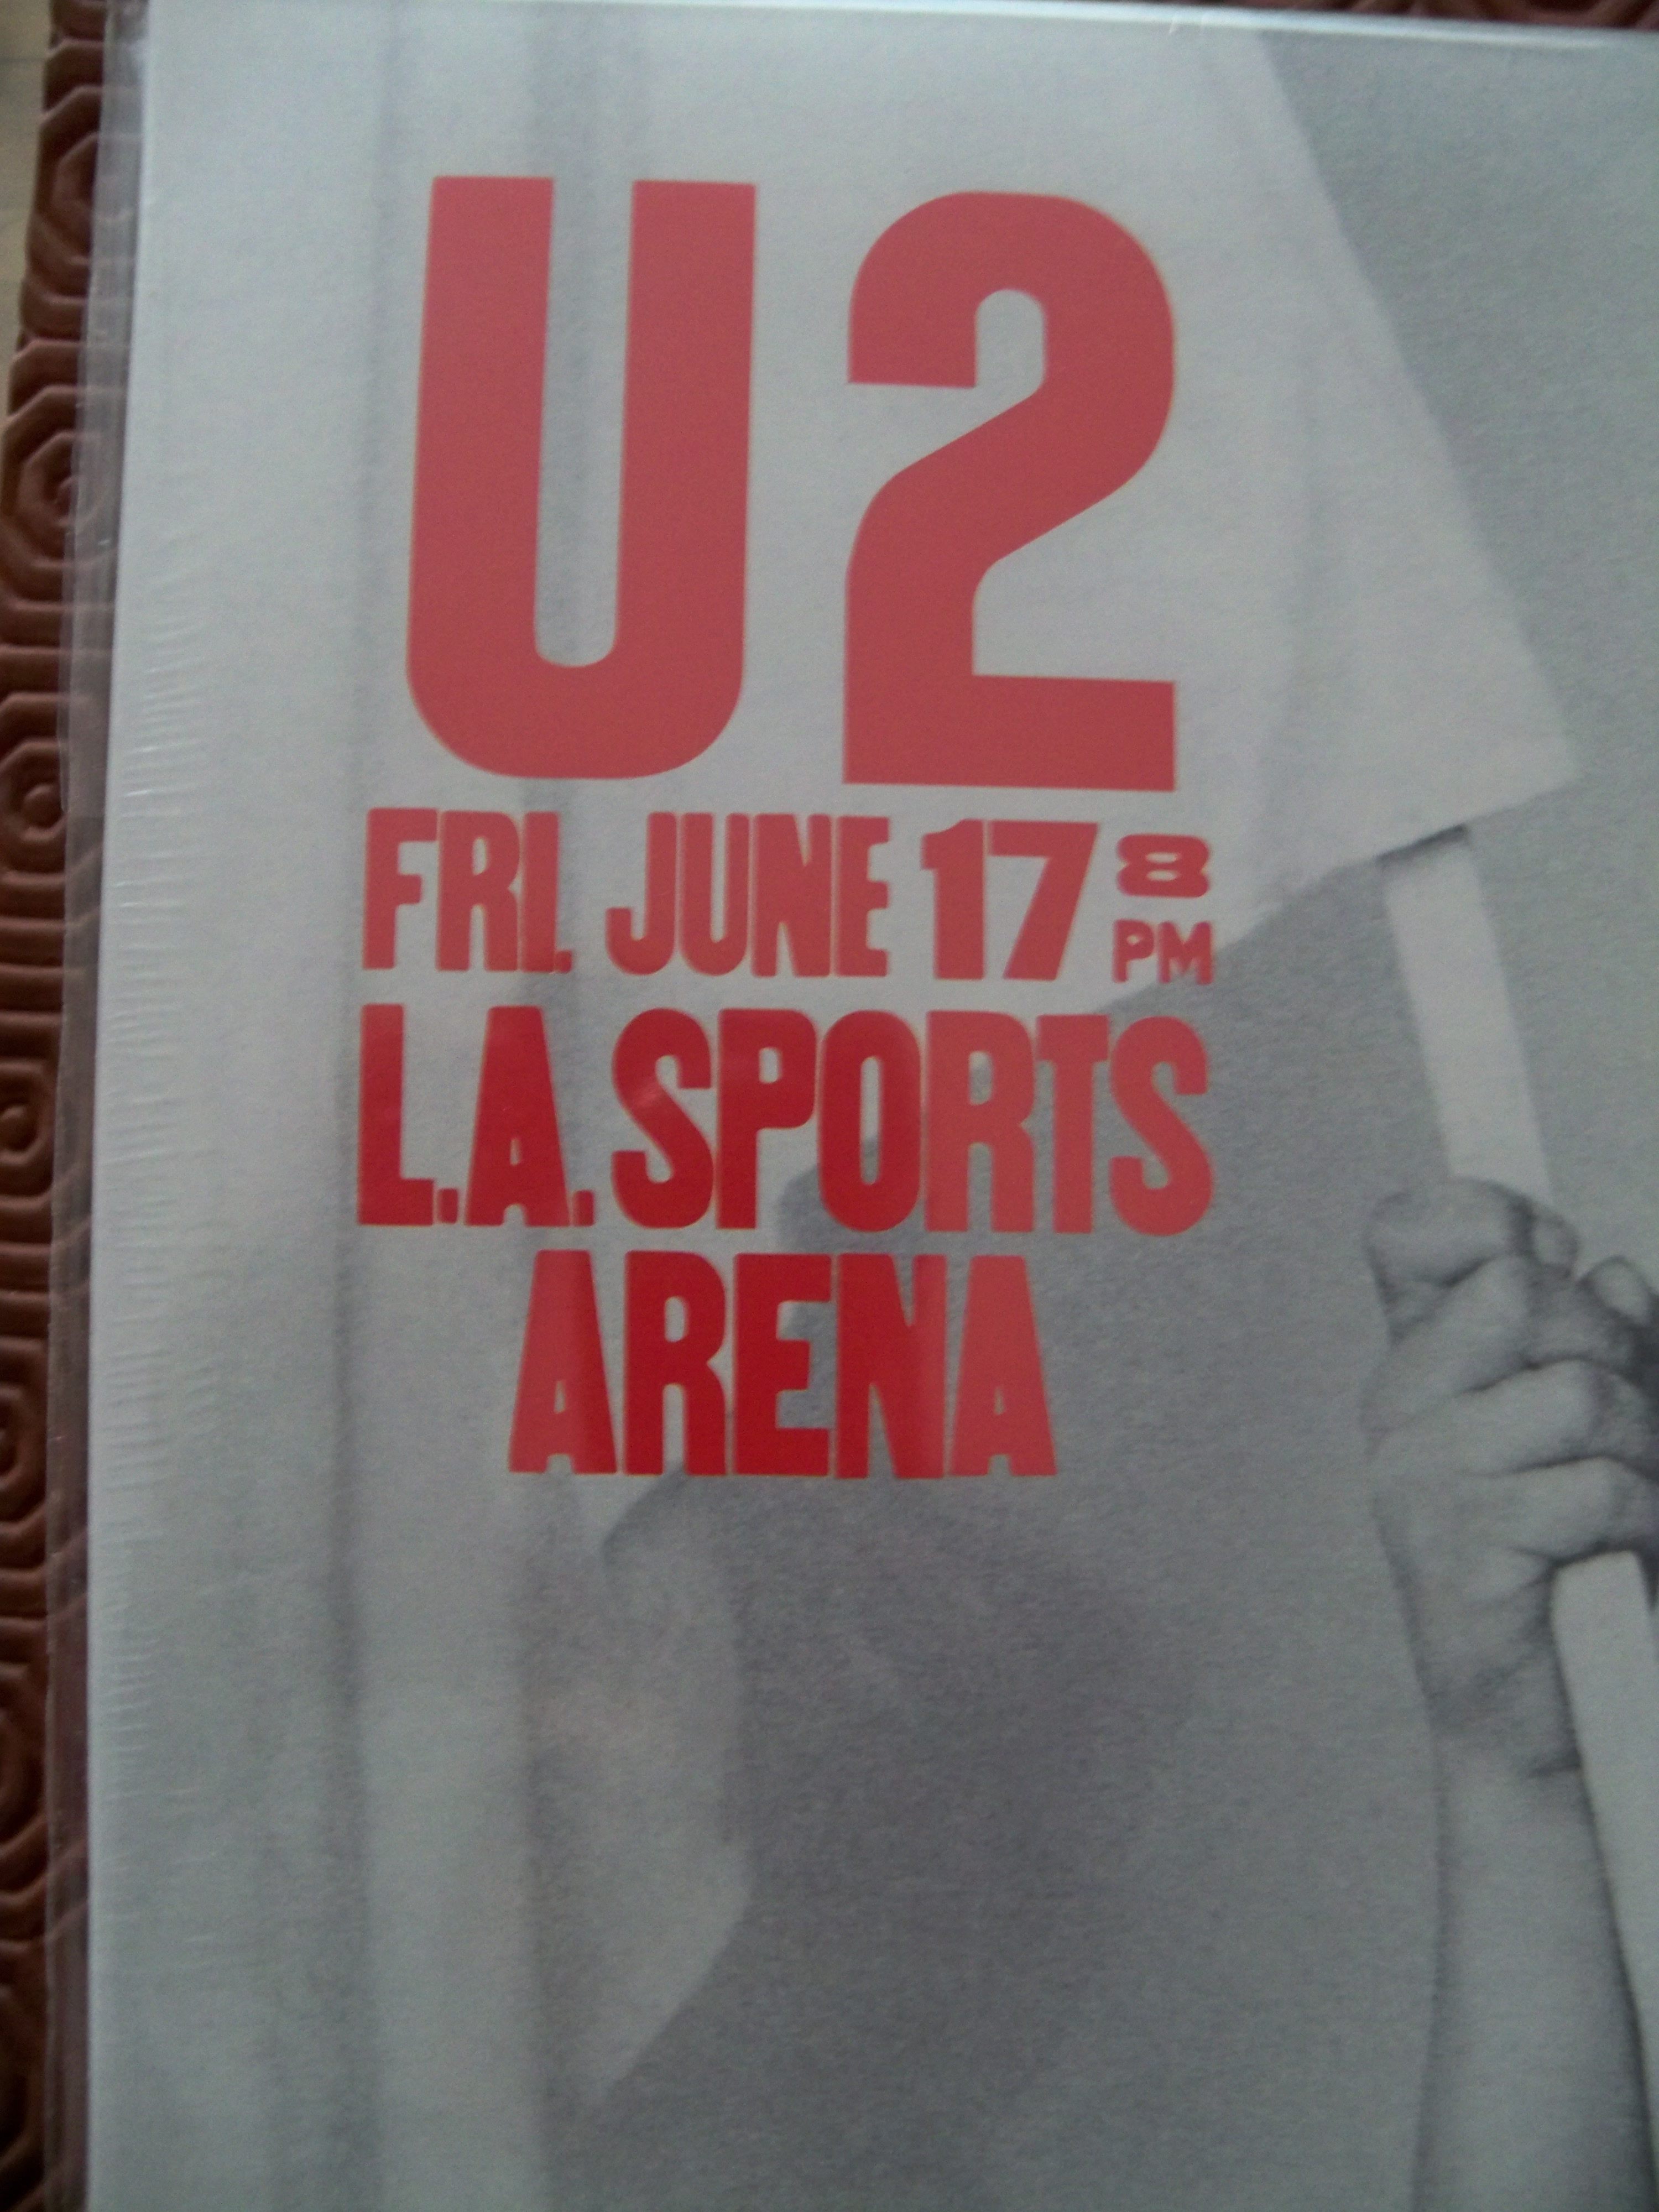 U2
FRI. JUNE 17 8 PM
L.A. SPORTS
ARENA